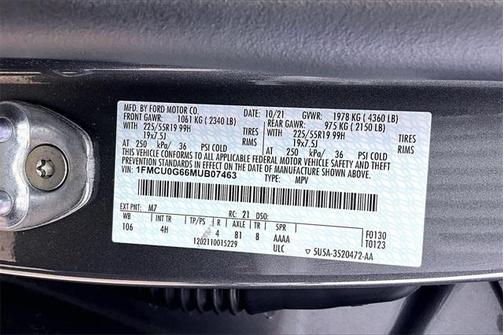 MFD. BY FORD MOTOR CO.
10/21 GVWR: 1978 KG ( 4360 LB)
FRONT GAWR: 1061 KG ( 2340 LB) REAR GAWR: 975 KG ( 2150 LB)
WITH 225/55R19 99H TIRES WITH 225/55R19 99H TIRES
19x7.5J RIMS 19x7.5J RIMS
AT 250 kPa/ 36 PSI COLD AT 250 kPa/ 36 PSI COLD
THIS VEHICLE CONFORMS TO ALL APPLICABLE FEDERAL MOTOR VEHICLE SAFETY AND THEFT
PREVENTION STANDARDS IN EFFECT ON THE DATE OF MANUFACTURE SHOWN ABOVE.
VIN: 1FMCU0G66MUB07463
TYPE: MPV
EXT PNT: M7 RC: 21 DSO: F0130
WB INT TR TP/PS R AXLE TR SPR T0123
106 4H 4 81 8 AAAA
1202110015229 ULC 5U5A-3520472-AA